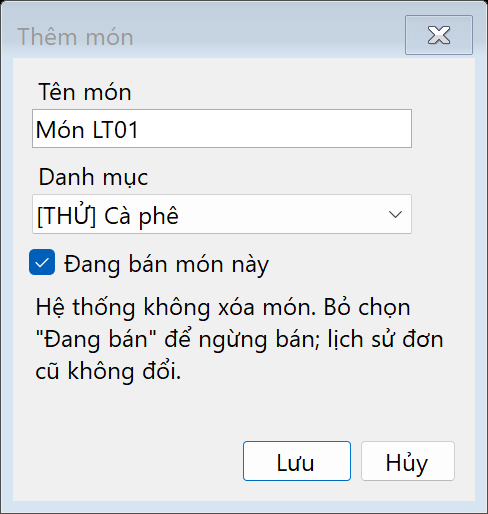 Thêm món
Tên món
Món LT01
Danh mục
[THỬ] Cà phê
Đang bán món này
Hệ thống không xóa món. Bỏ chọn
"Đang bán" để ngừng bán; lịch sử đơn
cũ không đổi.
Lưu
Hủy